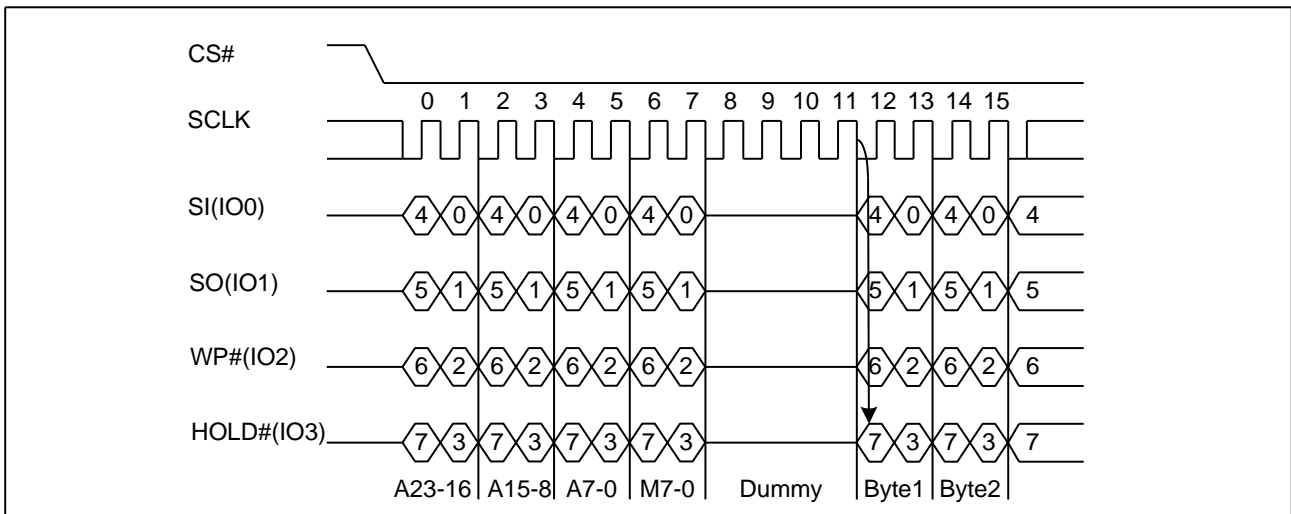 CS#
0 1 2 3 4 5 6 7 8 9 10 11 12 13 14 15
SCLK
SI(IO0) 4 0 4 0 4 0 4 0 4 0 4 0 4
SO(IO1) 5 1 5 1 5 1 5 1 5 1 5 1 5
WP#(IO2) 6 2 6 2 6 2 6 2 6 2 6 2 6
HOLD#(IO3) 7 3 7 3 7 3 7 3 7 3 7 3 7
A23-16 A15-8 A7-0 M7-0 Dummy Byte1 Byte2